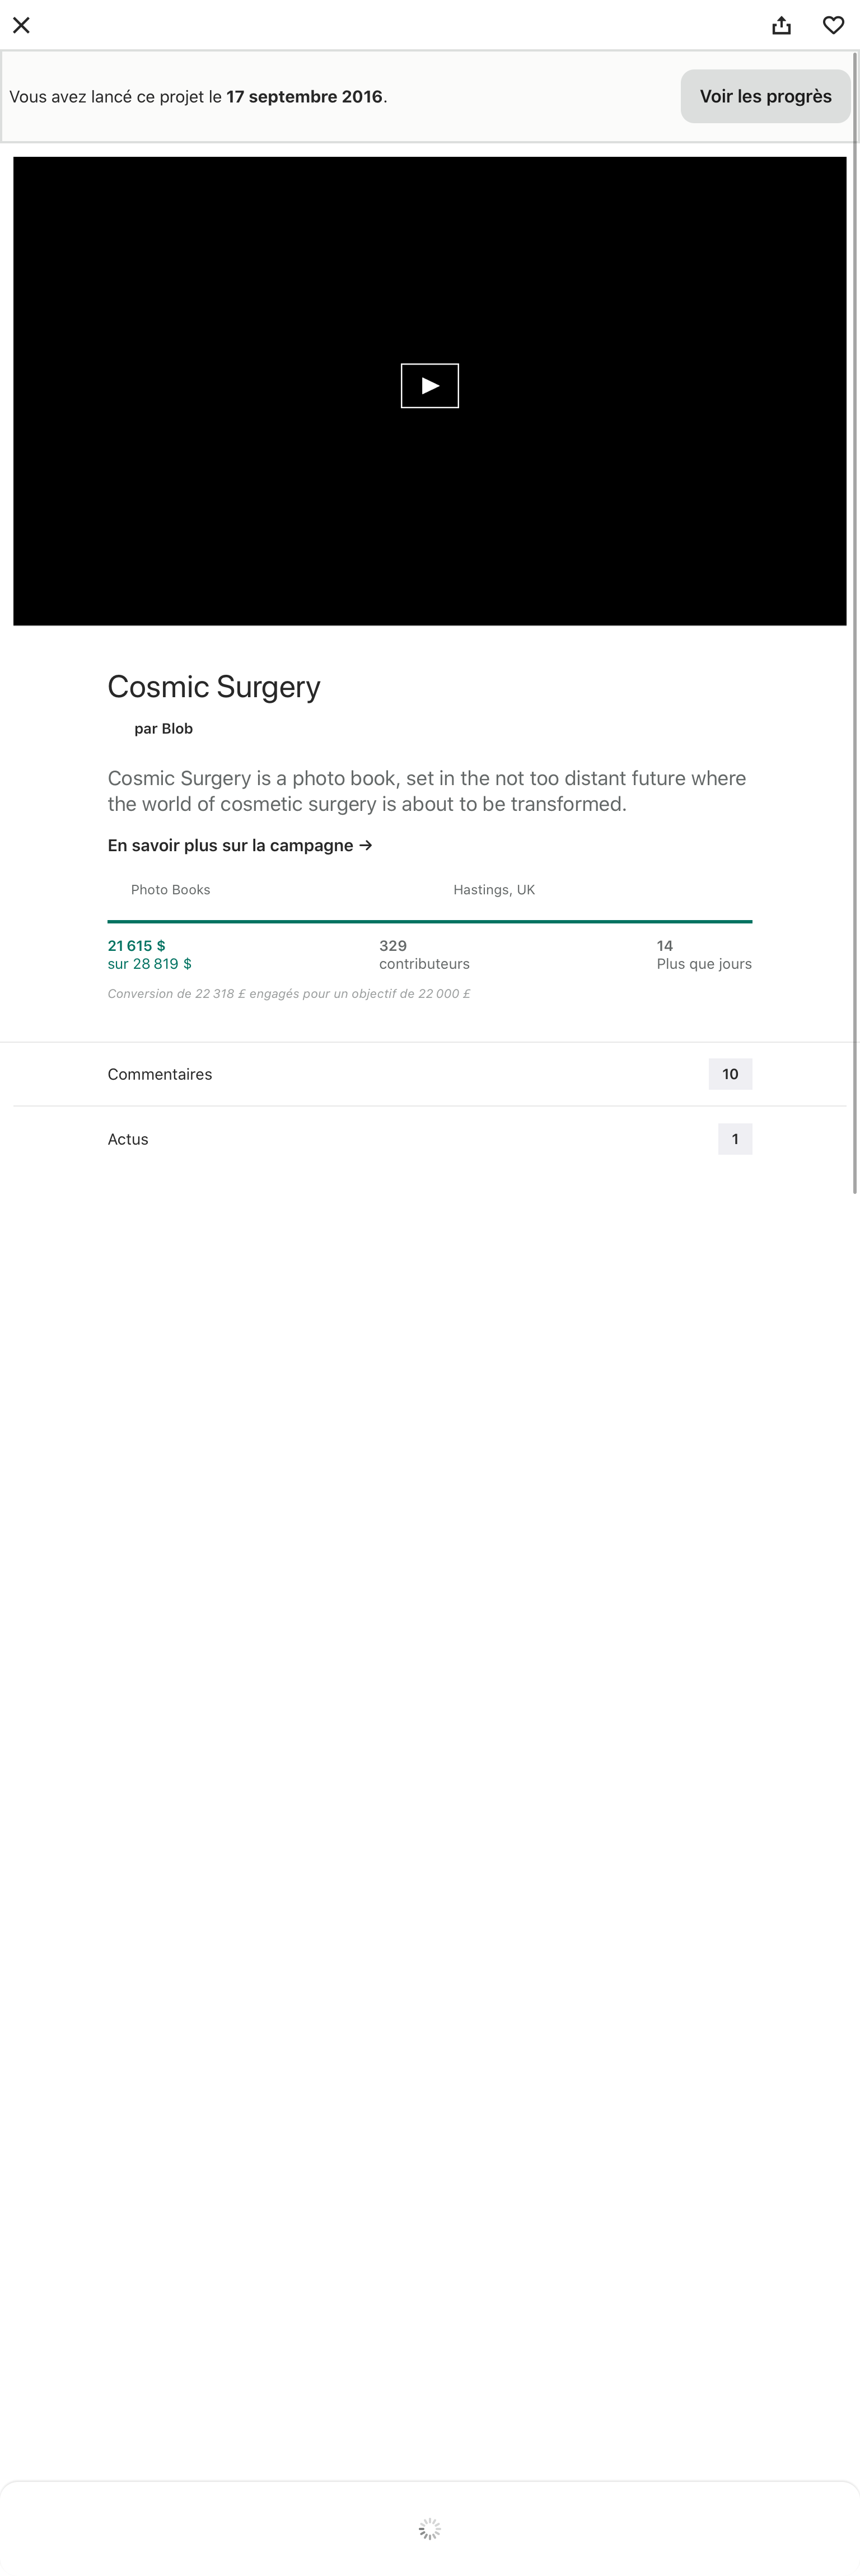 Vous avez lancé ce projet le 17 septembre 2016.
Voir les progrès
Cosmic Surgery
par Blob
Cosmic Surgery is a photo book, set in the not too distant future where
the world of cosmetic surgery is about to be transformed.
En savoir plus sur la campagne →
Photo Books
Hastings, UK
21 615 $
sur 28 819 $
329
contributeurs
14
Plus que jours
Conversion de 22 318 £ engagés pour un objectif de 22 000 £
Commentaires
10
Actus
1